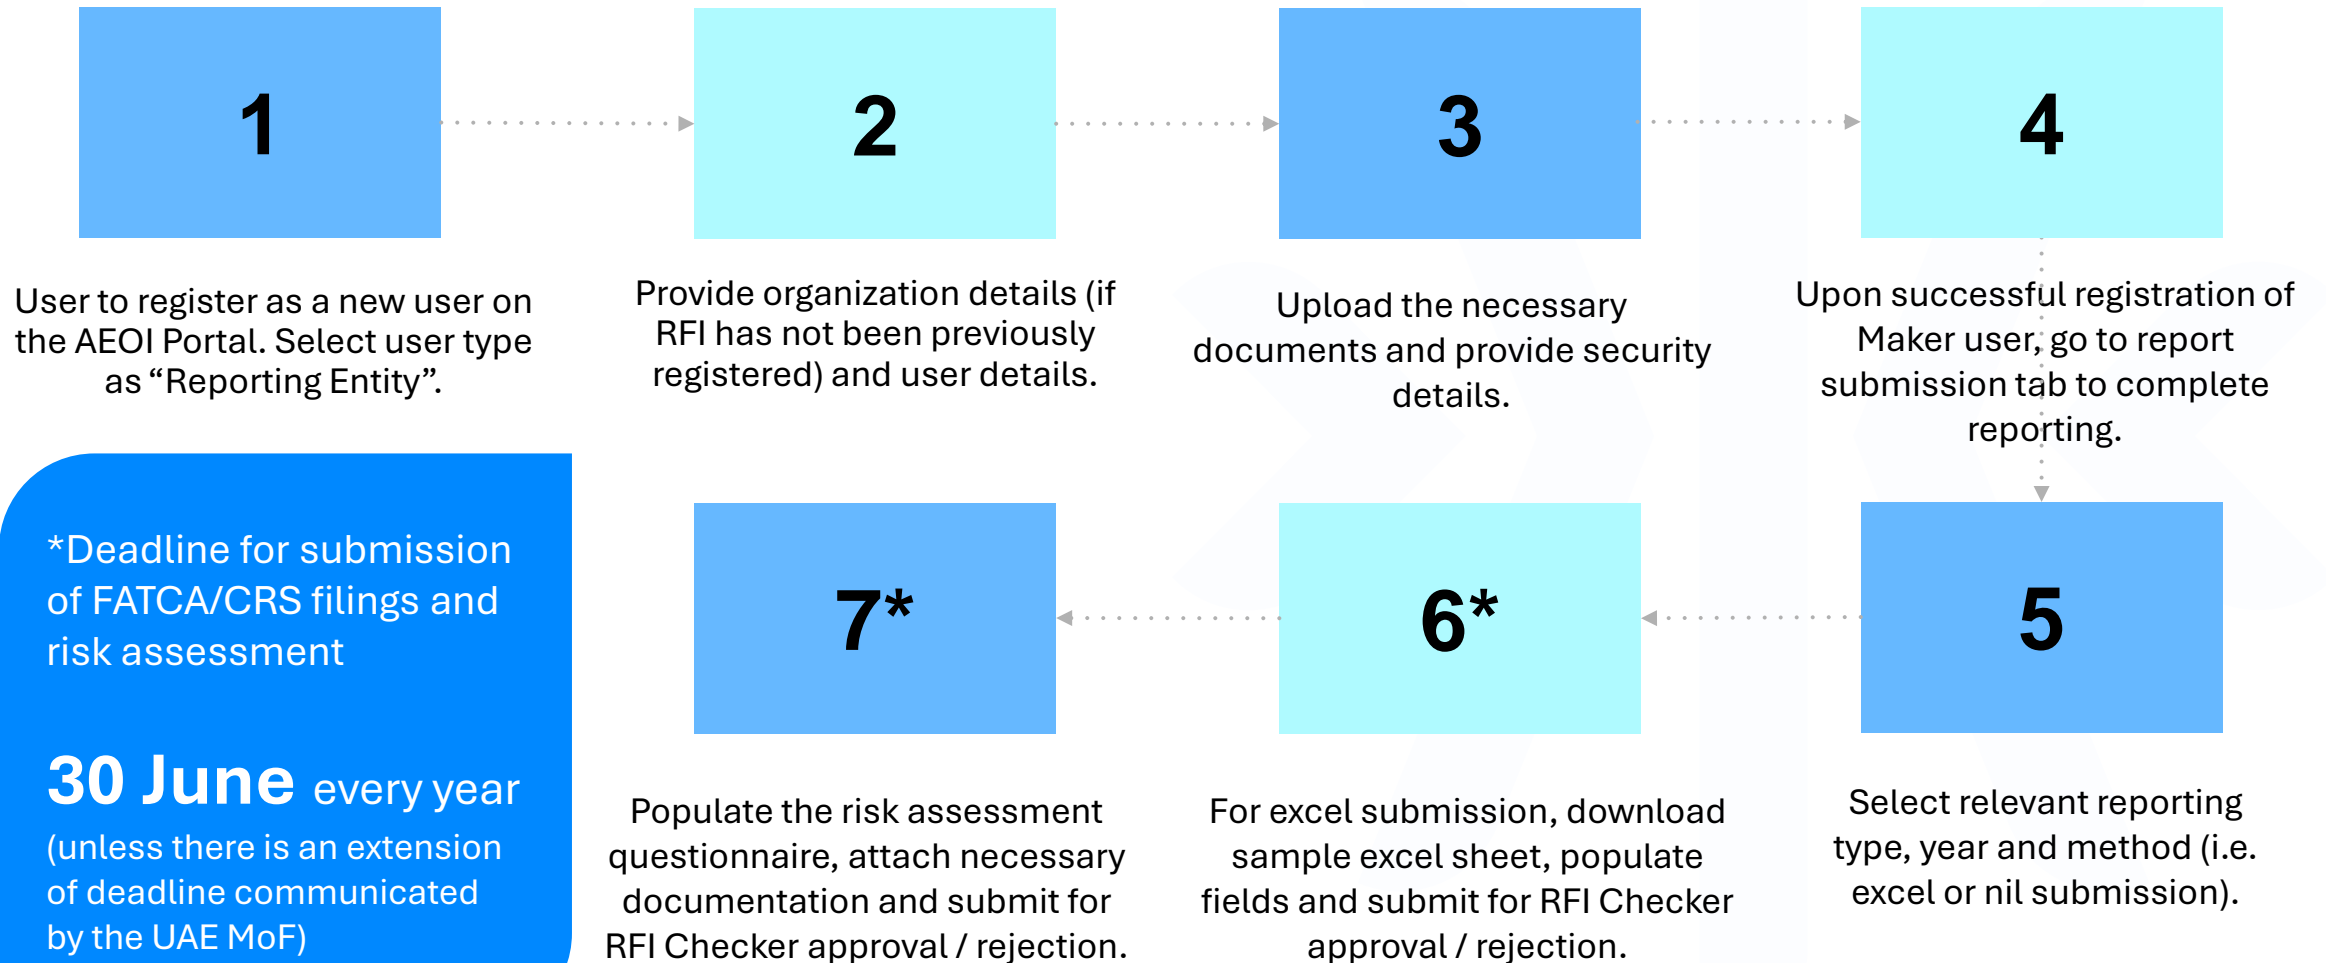 1
User to register as a new user on
the AEOI Portal. Select user type
as “Reporting Entity”.
2
Provide organization details (if
RFI has not been previously
registered) and user details.
3
Upload the necessary
documents and provide security
details.
4
Upon successful registration of
Maker user, go to report
submission tab to complete
reporting.
5
Select relevant reporting
type, year and method (i.e.
excel or nil submission).
6*
For excel submission, download
sample excel sheet, populate
fields and submit for RFI Checker
approval / rejection.
7*
Populate the risk assessment
questionnaire, attach necessary
documentation and submit for
RFI Checker approval / rejection.
*Deadline for submission
of FATCA/CRS filings and
risk assessment
30 June every year
(unless there is an extension
of deadline communicated
by the UAE MoF)